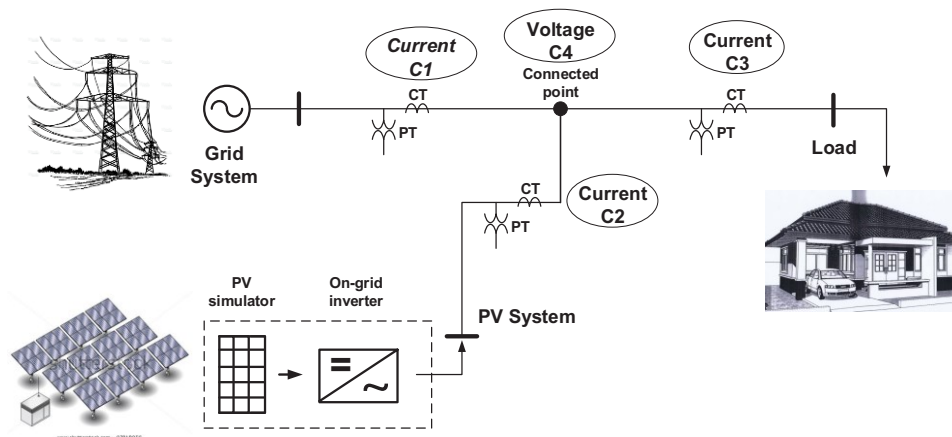 Current
C1
Voltage
C4
Current
C3
Connected
point
CT
CT
PT
PT
Grid
System
Load
CT
Current
C2
PT
PV
simulator
On-grid
inverter
PV System